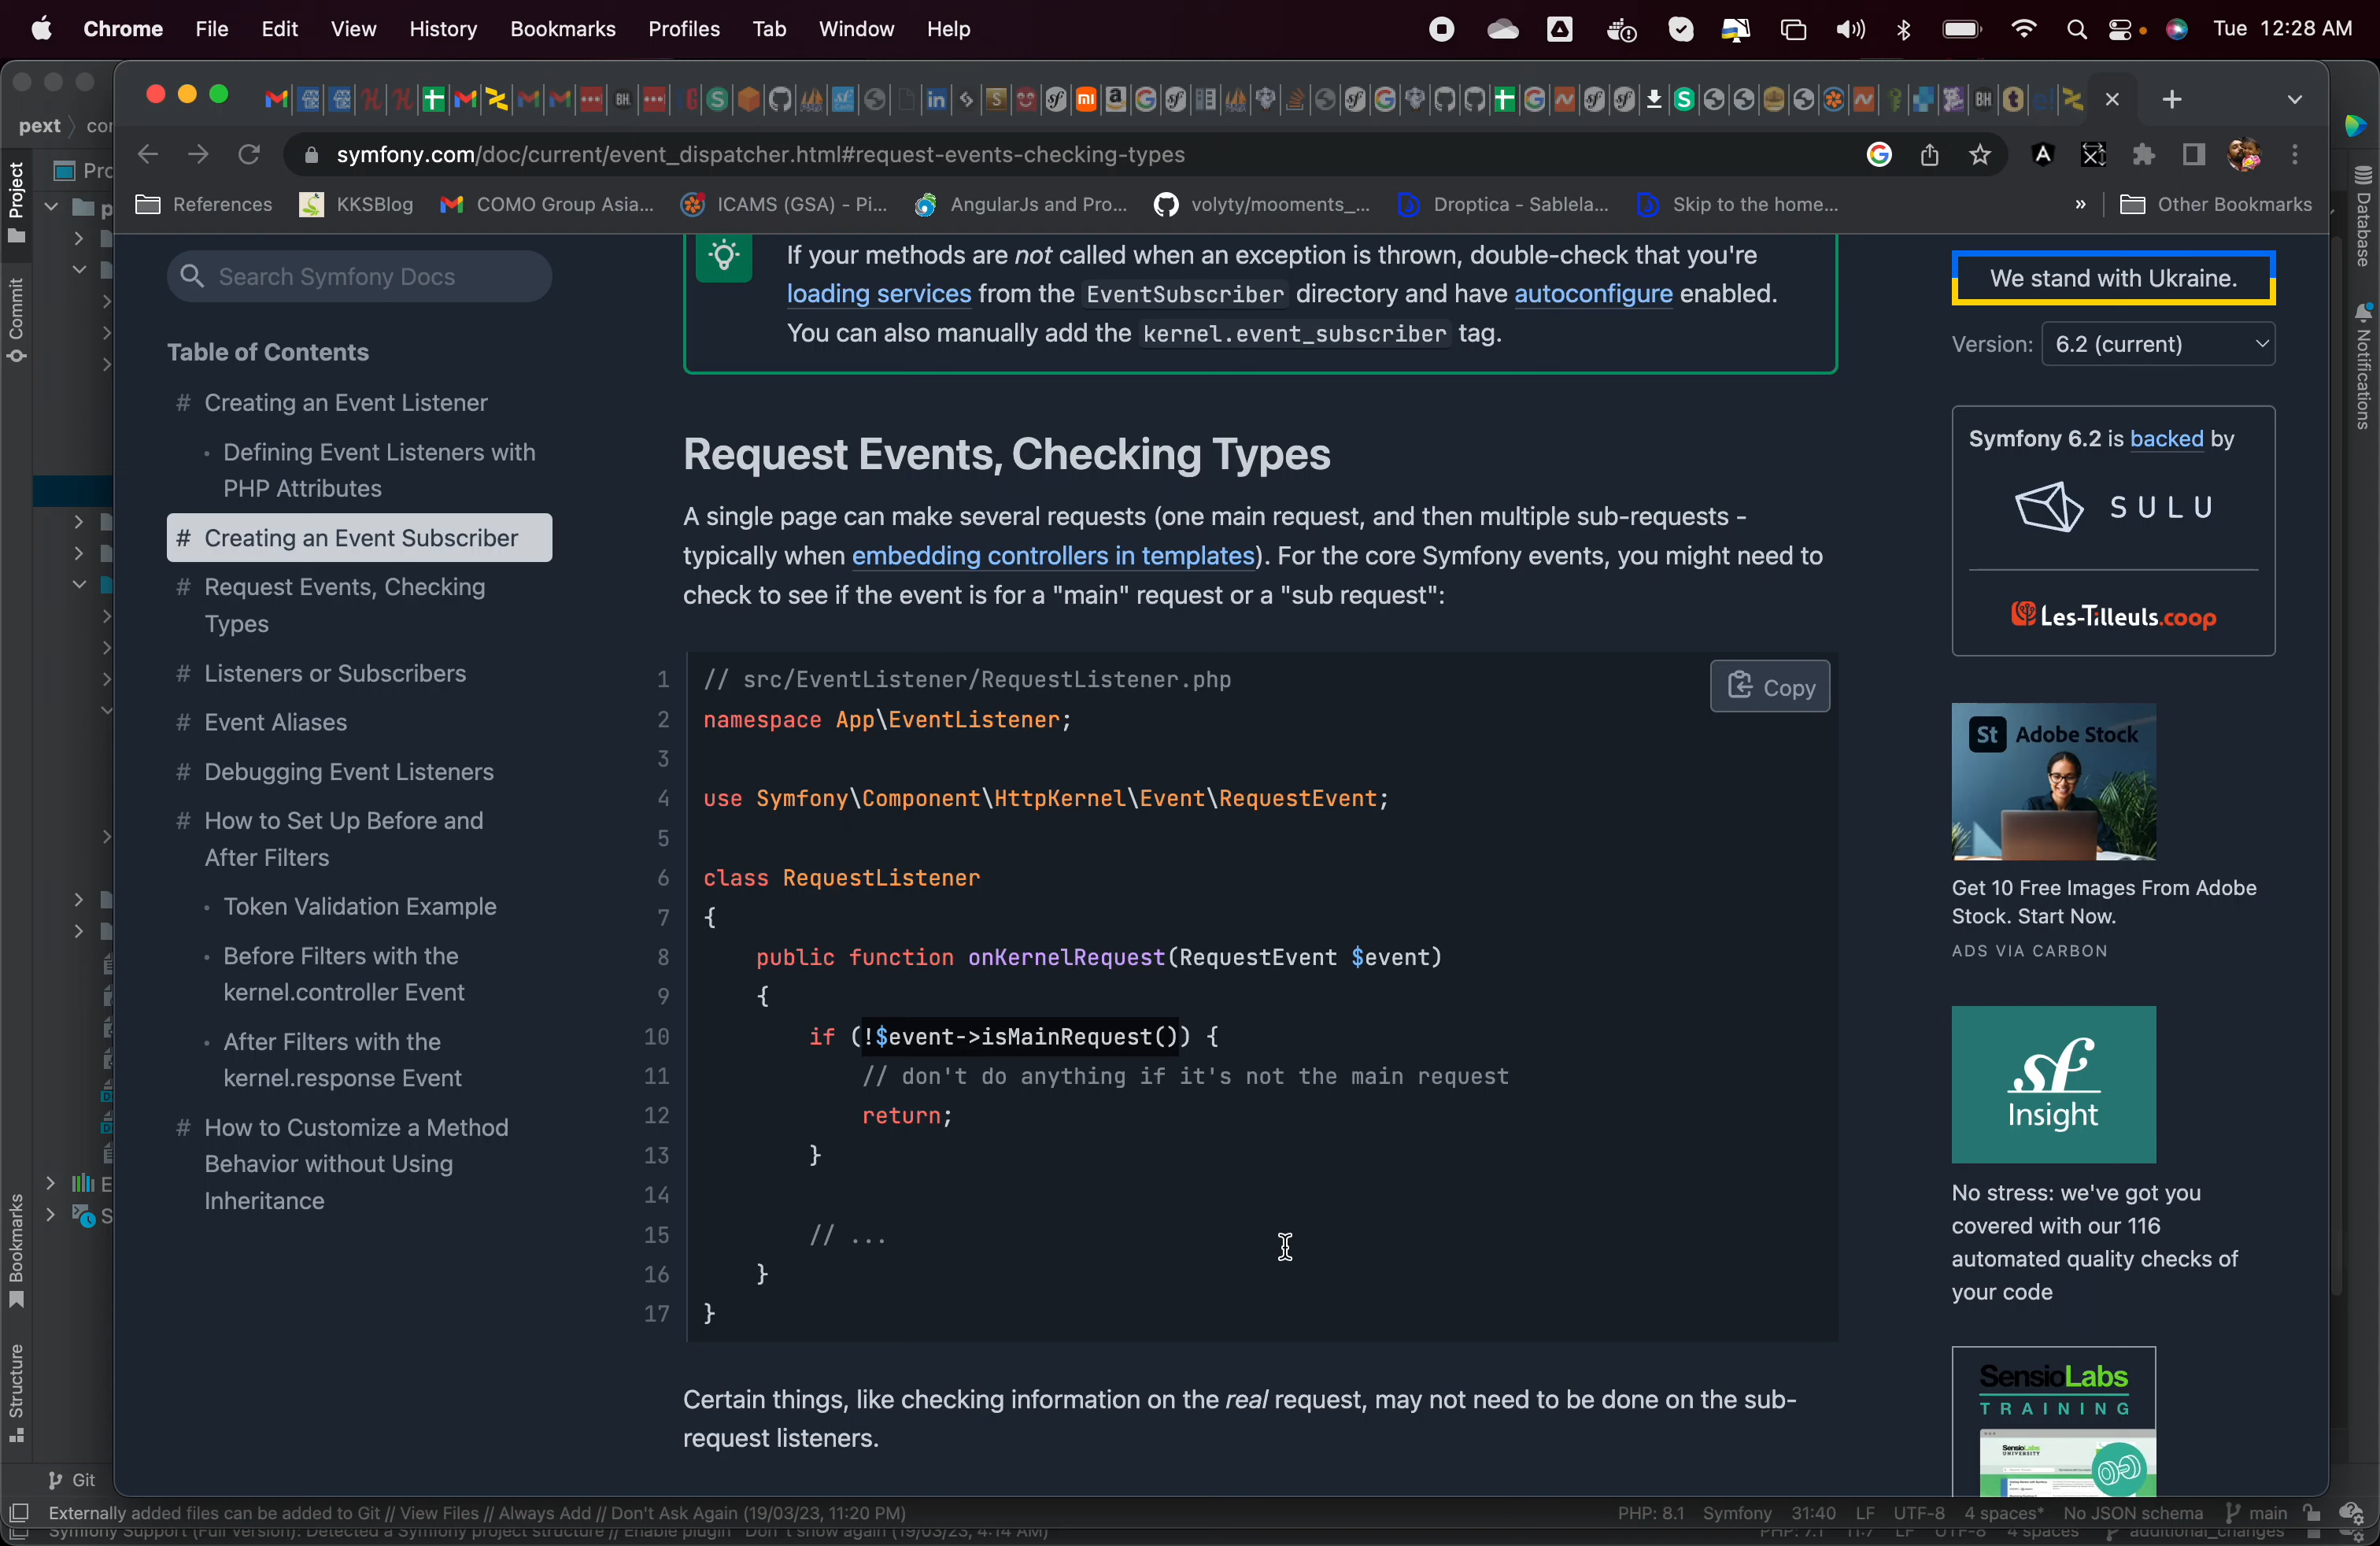 Chrome File Edit View History Bookmarks Profiles Tab Window Help
Tue 12:28 AM
pext
Project
Commit
Bookmarks
Structure
Git
symfony.com/doc/current/event_dispatcher.html#request-events-checking-types
References KKSBlog COMO Group Asia... ICAMS (GSA) - Pi... AngularJs and Pro... volyty/mooments_... Droptica - Sablela... Skip to the home... » Other Bookmarks
Search Symfony Docs
Table of Contents
# Creating an Event Listener
• Defining Event Listeners with
PHP Attributes
# Creating an Event Subscriber
# Request Events, Checking
Types
# Listeners or Subscribers
# Event Aliases
# Debugging Event Listeners
# How to Set Up Before and
After Filters
• Token Validation Example
• Before Filters with the
kernel.controller Event
• After Filters with the
kernel.response Event
# How to Customize a Method
Behavior without Using
Inheritance
If your methods are not called when an exception is thrown, double-check that you're
loading services from the EventSubscriber directory and have autoconfigure enabled.
You can also manually add the kernel.event_subscriber tag.
Request Events, Checking Types
A single page can make several requests (one main request, and then multiple sub-requests -
typically when embedding controllers in templates). For the core Symfony events, you might need to
check to see if the event is for a "main" request or a "sub request":
Copy
1 // src/EventListener/RequestListener.php
2 namespace App\EventListener;
3
4 use Symfony\Component\HttpKernel\Event\RequestEvent;
5
6 class RequestListener
7 {
8 public function onKernelRequest(RequestEvent $event)
9 {
10 if (!$event->isMainRequest()) {
11 // don't do anything if it's not the main request
12 return;
13 }
14
15 // ...
16 }
17 }
Certain things, like checking information on the real request, may not need to be done on the sub-
request listeners.
We stand with Ukraine.
Version: 6.2 (current)
Symfony 6.2 is backed by
SULU
Les-Tilleuls.coop
St Adobe Stock
Get 10 Free Images From Adobe
Stock. Start Now.
ADS VIA CARBON
sf
Insight
No stress: we've got you
covered with our 116
automated quality checks of
your code
SensioLabs
TRAINING
Database
Notifications
Externally added files can be added to Git // View Files // Always Add // Don't Ask Again (19/03/23, 11:20 PM)
PHP: 8.1 Symfony 31:40 LF UTF-8 4 spaces* No JSON schema main